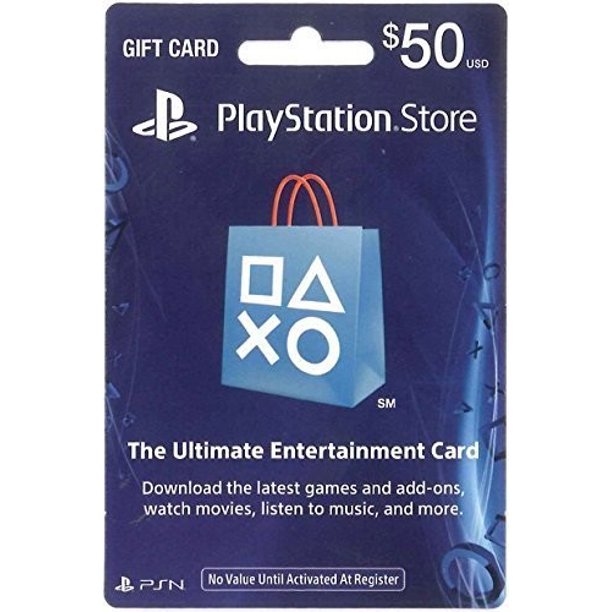 GIFT CARD
$50 USD
PlayStation.Store
SM
The Ultimate Entertainment Card
Download the latest games and add-ons,
watch movies, listen to music, and more.
PSN
No Value Until Activated At Register